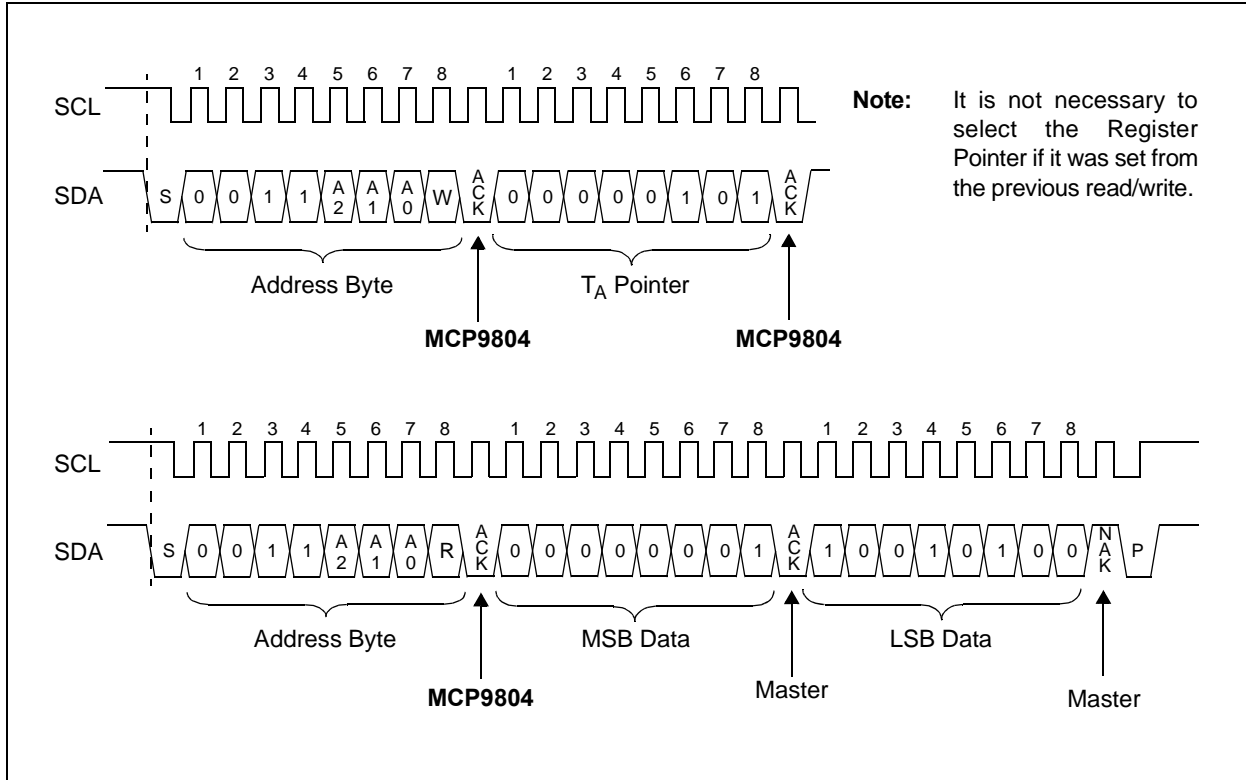 1 2 3 4 5 6 7 8 1 2 3 4 5 6 7 8
SCL
SDA
S 0 0 1 1 A2 A1 A0 W ACK 0 0 0 0 0 1 0 1 ACK
Address Byte
TA Pointer
MCP9804
MCP9804
Note: It is not necessary to
select the Register
Pointer if it was set from
the previous read/write.
1 2 3 4 5 6 7 8 1 2 3 4 5 6 7 8 1 2 3 4 5 6 7 8
SCL
SDA
S 0 0 1 1 A2 A1 A0 R ACK 0 0 0 0 0 0 0 1 ACK 1 0 0 1 0 1 0 0 NAK P
Address Byte
MSB Data
LSB Data
MCP9804
Master
Master